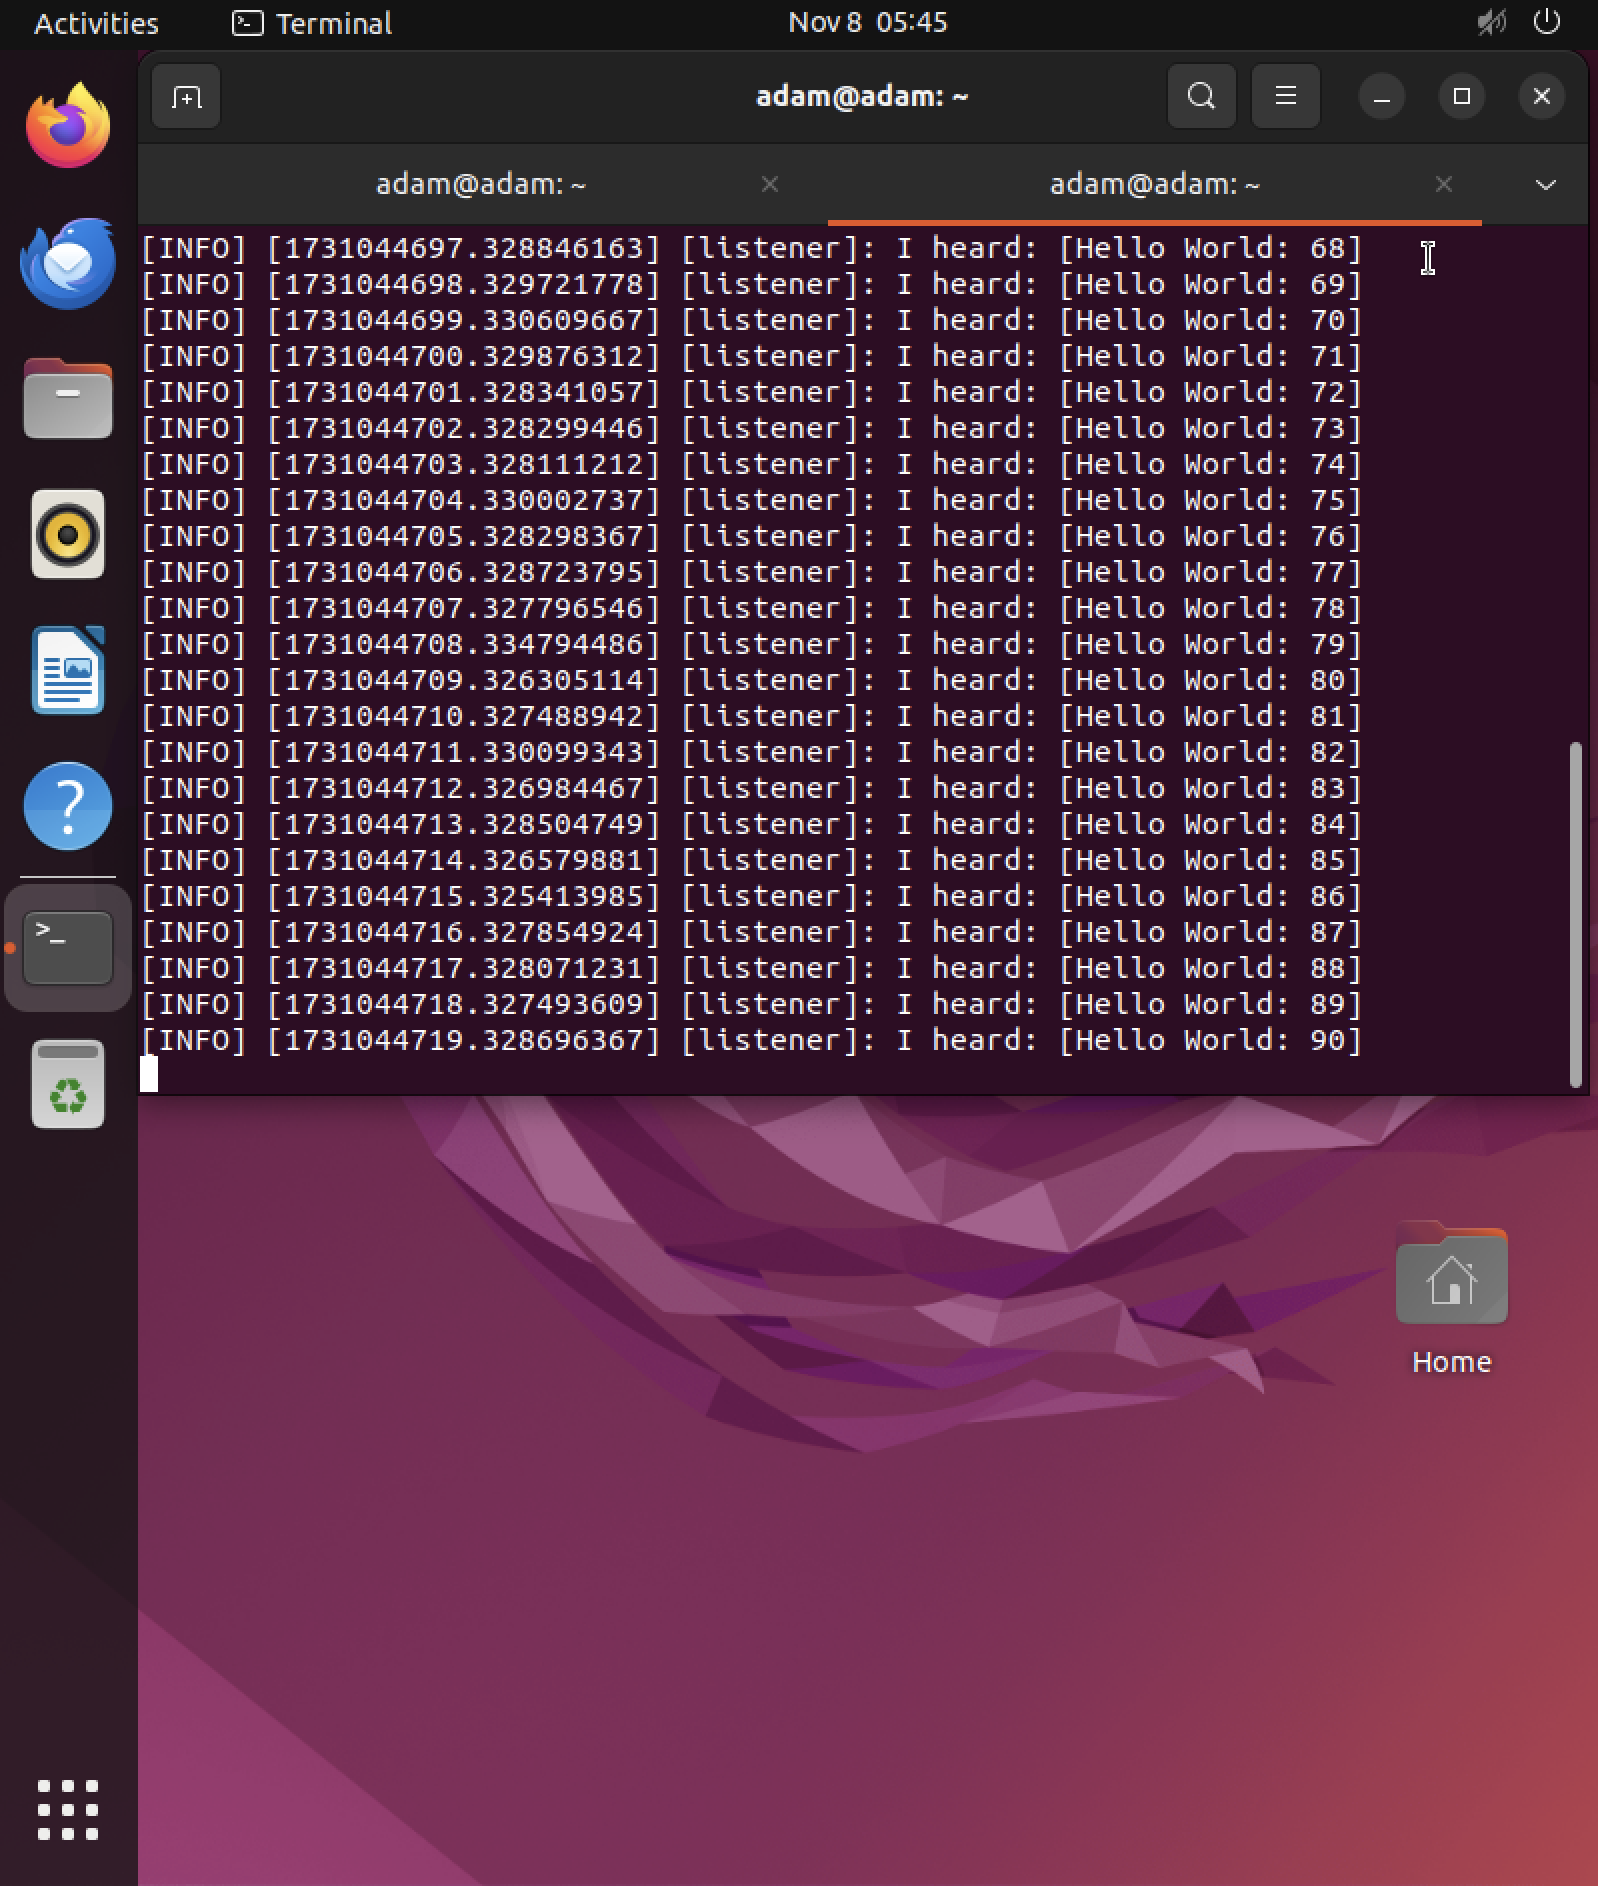 Activities Terminal Nov 8 05:45
adam@adam: ~
adam@adam: ~ adam@adam: ~
[INFO] [1731044697.328846163] [listener]: I heard: [Hello World: 68]
[INFO] [1731044698.329721778] [listener]: I heard: [Hello World: 69]
[INFO] [1731044699.330609667] [listener]: I heard: [Hello World: 70]
[INFO] [1731044700.329876312] [listener]: I heard: [Hello World: 71]
[INFO] [1731044701.328341057] [listener]: I heard: [Hello World: 72]
[INFO] [1731044702.328299446] [listener]: I heard: [Hello World: 73]
[INFO] [1731044703.328111212] [listener]: I heard: [Hello World: 74]
[INFO] [1731044704.330002737] [listener]: I heard: [Hello World: 75]
[INFO] [1731044705.328298367] [listener]: I heard: [Hello World: 76]
[INFO] [1731044706.328723795] [listener]: I heard: [Hello World: 77]
[INFO] [1731044707.327796546] [listener]: I heard: [Hello World: 78]
[INFO] [1731044708.334794486] [listener]: I heard: [Hello World: 79]
[INFO] [1731044709.326305114] [listener]: I heard: [Hello World: 80]
[INFO] [1731044710.327488942] [listener]: I heard: [Hello World: 81]
[INFO] [1731044711.330099343] [listener]: I heard: [Hello World: 82]
[INFO] [1731044712.326984467] [listener]: I heard: [Hello World: 83]
[INFO] [1731044713.328504749] [listener]: I heard: [Hello World: 84]
[INFO] [1731044714.326579881] [listener]: I heard: [Hello World: 85]
[INFO] [1731044715.325413985] [listener]: I heard: [Hello World: 86]
[INFO] [1731044716.327854924] [listener]: I heard: [Hello World: 87]
[INFO] [1731044717.328071231] [listener]: I heard: [Hello World: 88]
[INFO] [1731044718.327493609] [listener]: I heard: [Hello World: 89]
[INFO] [1731044719.328696367] [listener]: I heard: [Hello World: 90]
Home